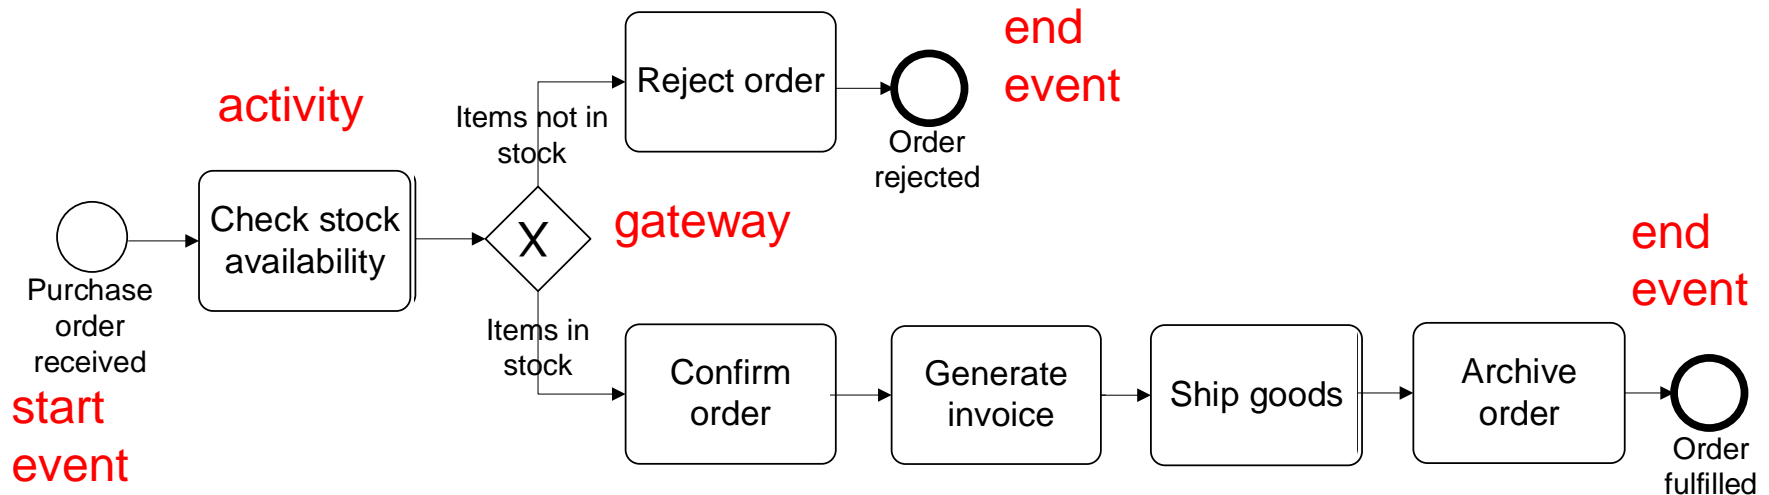 activity
Purchase
order
received
start
event
Check stock
availability
X
gateway
Items not in
stock
Reject order
Order
rejected
end
event
Items in
stock
Confirm
order
Generate
invoice
Ship goods
Archive
order
Order
fulfilled
end
event